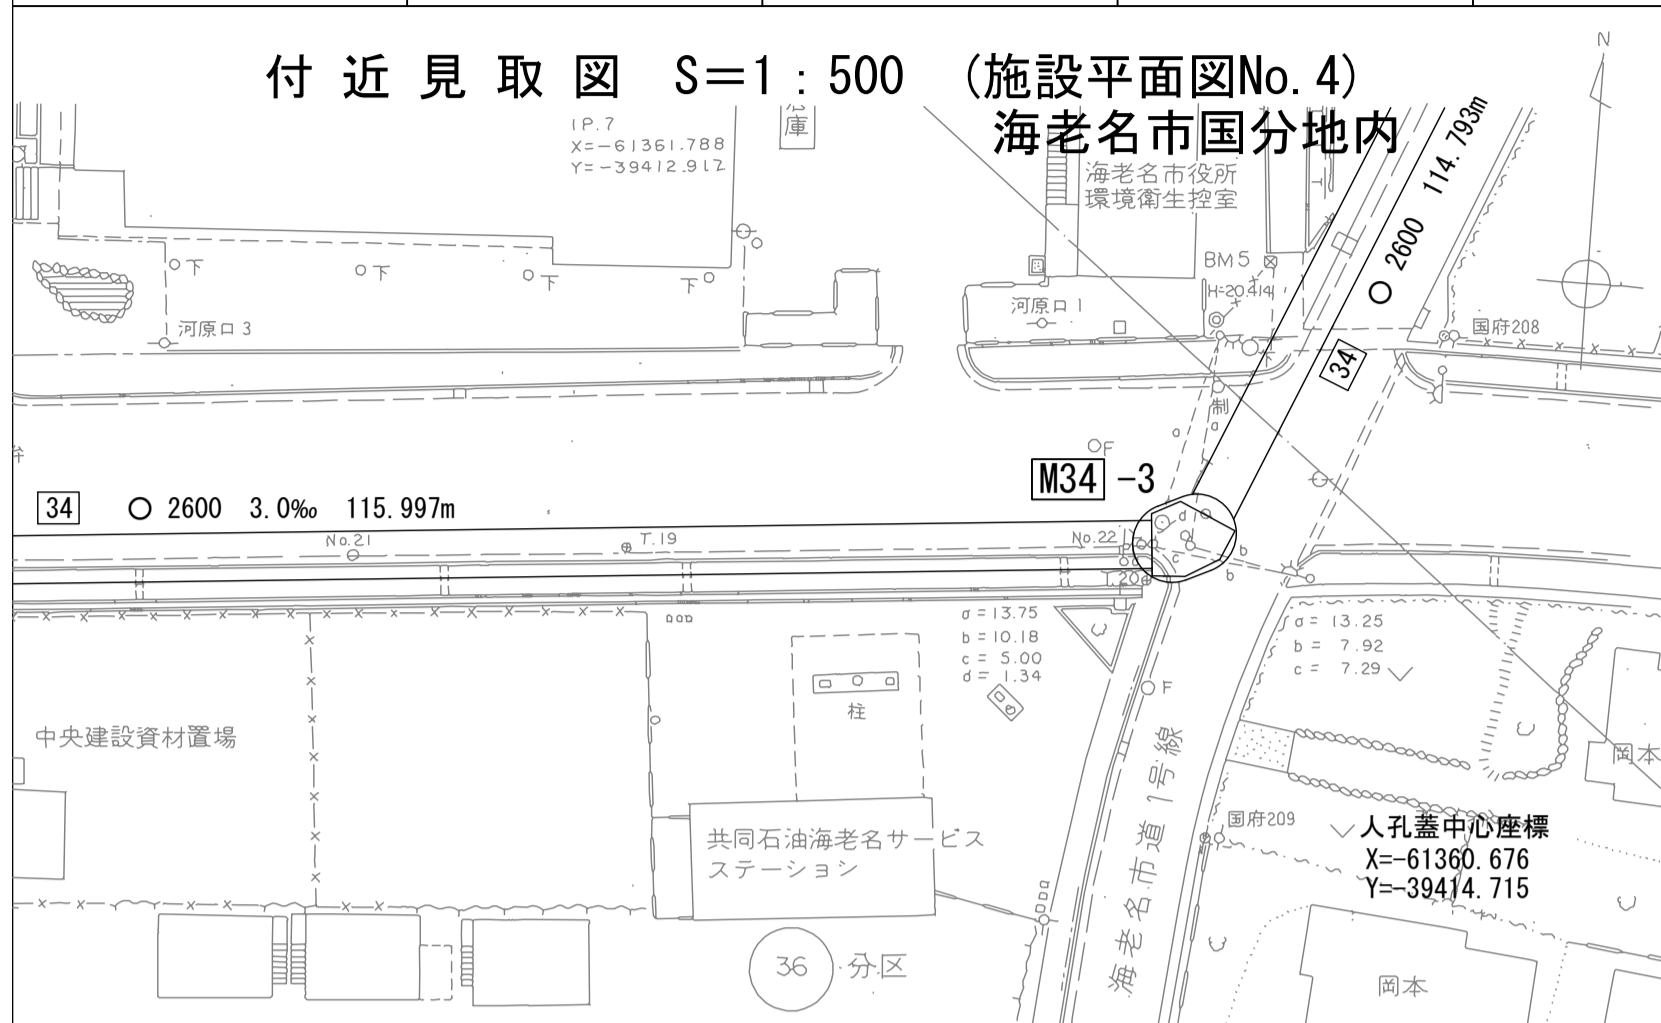 付近見取図 S=1:500 (施設平面図No.4)
海老名市国分地内
N
庫
IP.7
X=-61361.788
Y=-39412.912
海老名市役所
環境衛生控室
2600 114.793m
34
BM5
H=20.414
下
下
下
下
河原口3
河原口1
国府208
制
a
a
F
M34 -3
34 2600 3.0‰ 115.997m
No.21
T.19
No.22
T.20
d
c
b
b
a=13.75
b=10.18
c=5.00
d=1.34
a=13.25
b=7.92
c=7.29
F
柱
中央建設資材置場
岡本
海老名市道1号線
国府209
人孔蓋中心座標
X=-61360.676
Y=-39414.715
共同石油海老名サービス
ステーション
36 分区
岡本